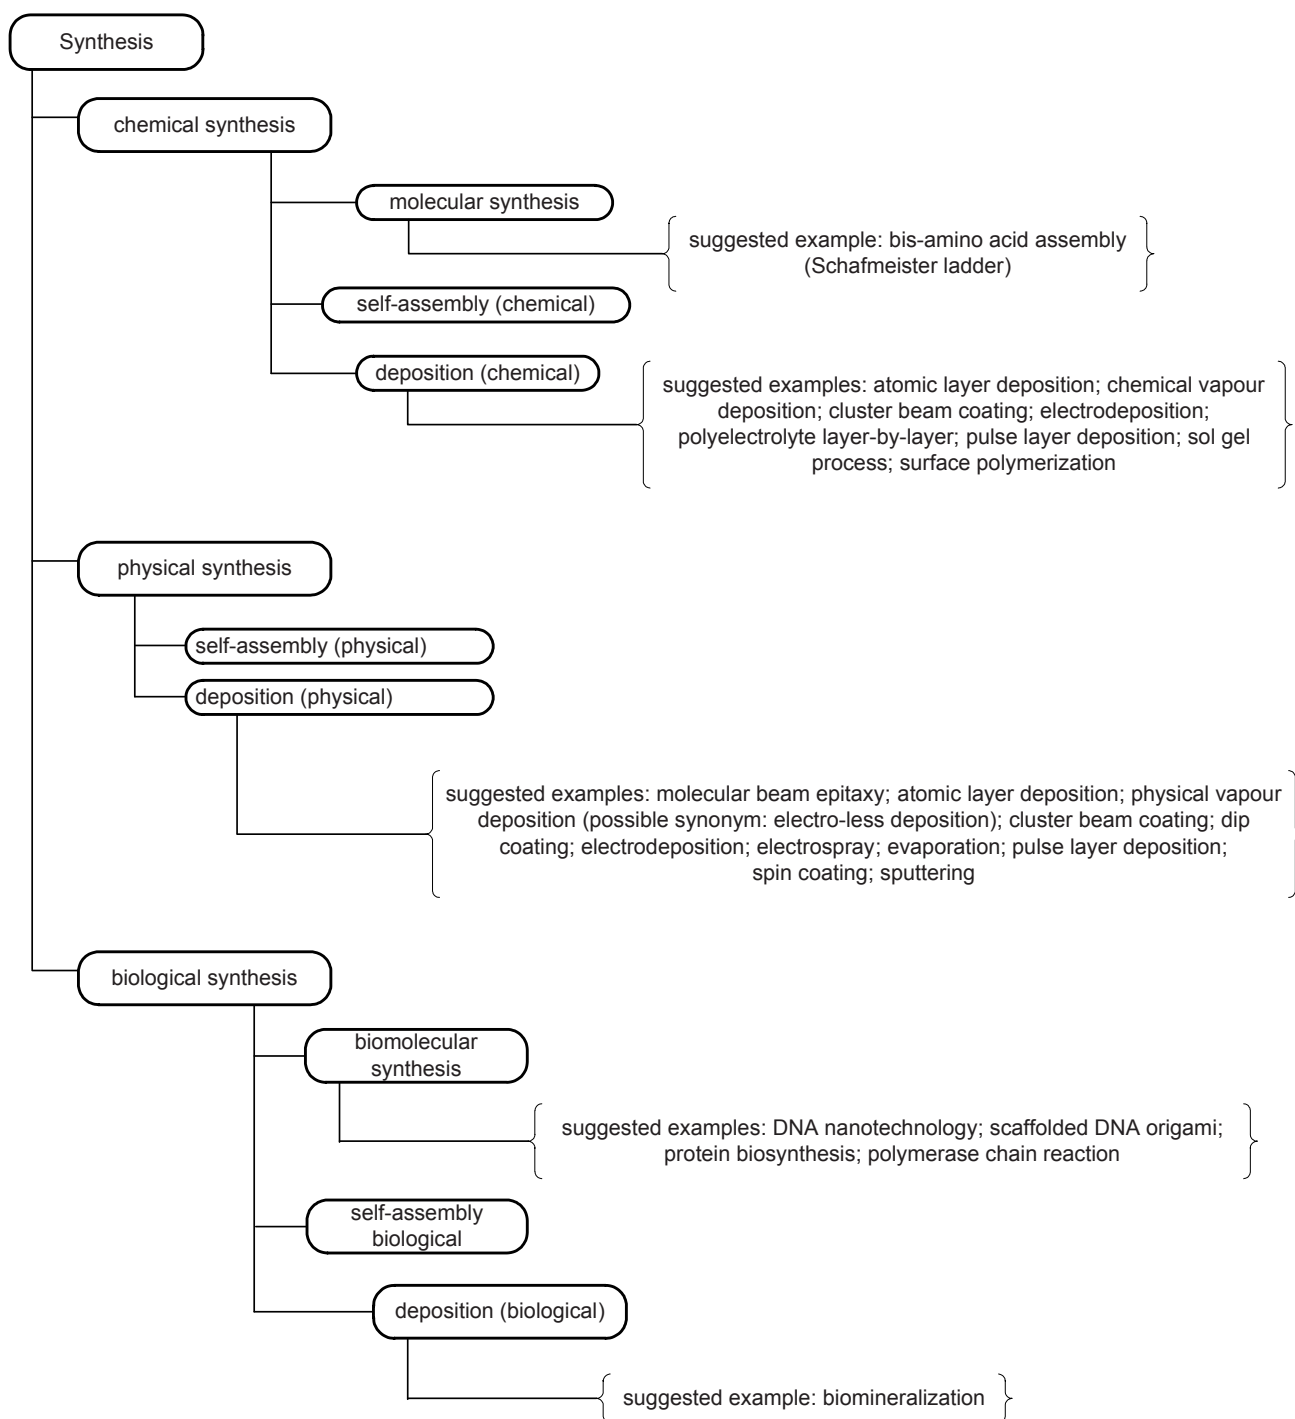 Synthesis
chemical synthesis
molecular synthesis
suggested example: bis-amino acid assembly
(Schafmeister ladder)
self-assembly (chemical)
deposition (chemical)
suggested examples: atomic layer deposition; chemical vapour
deposition; cluster beam coating; electrodeposition;
polyelectrolyte layer-by-layer; pulse layer deposition; sol gel
process; surface polymerization
physical synthesis
self-assembly (physical)
deposition (physical)
suggested examples: molecular beam epitaxy; atomic layer deposition; physical vapour
deposition (possible synonym: electro-less deposition); cluster beam coating; dip
coating; electrodeposition; electrospray; evaporation; pulse layer deposition;
spin coating; sputtering
biological synthesis
biomolecular
synthesis
suggested examples: DNA nanotechnology; scaffolded DNA origami;
protein biosynthesis; polymerase chain reaction
self-assembly
biological
deposition (biological)
suggested example: biomineralization